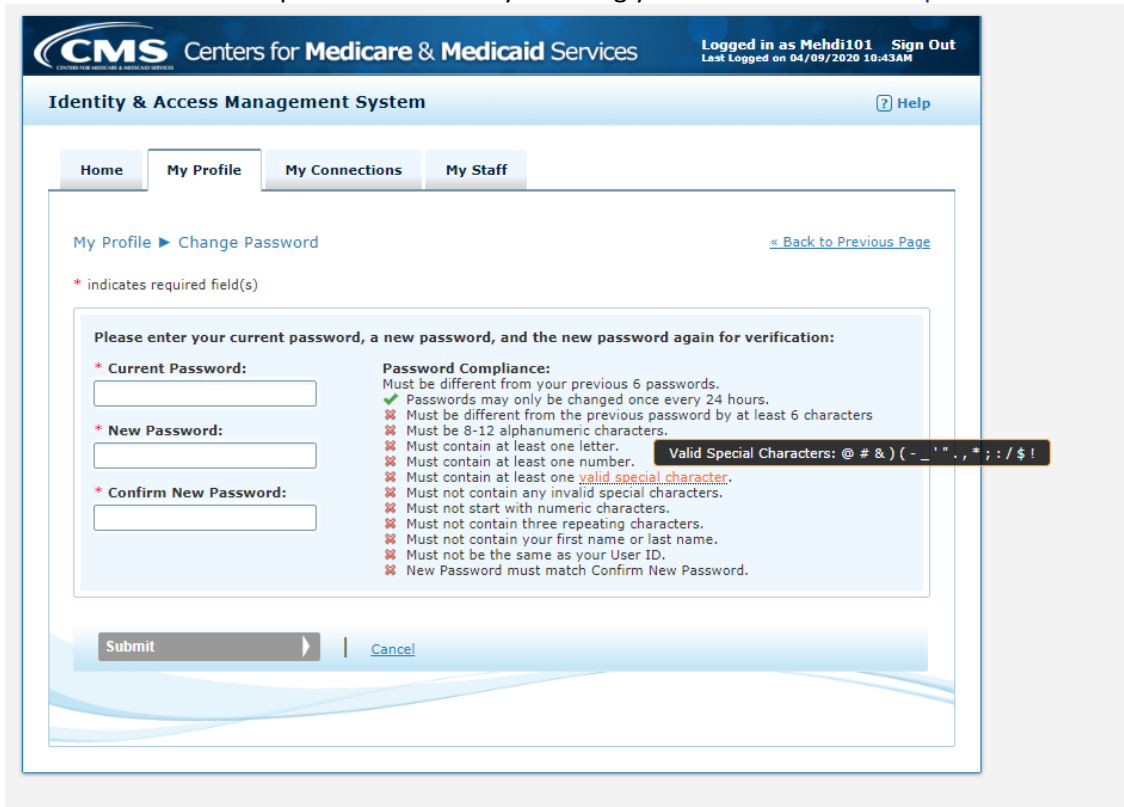 CMS Centers for Medicare & Medicaid Services
CENTERS FOR MEDICARE & MEDICAID SERVICES
Logged in as Mehdi101 Sign Out
Last Logged on 04/09/2020 10:43AM
Identity & Access Management System
? Help
Home My Profile My Connections My Staff
My Profile ► Change Password
« Back to Previous Page
* indicates required field(s)
Please enter your current password, a new password, and the new password again for verification:
* Current Password:
* New Password:
* Confirm New Password:
Password Compliance:
Must be different from your previous 6 passwords.
Passwords may only be changed once every 24 hours.
Must be different from the previous password by at least 6 characters
Must be 8-12 alphanumeric characters.
Must contain at least one letter.
Must contain at least one number.
Must contain at least one valid special character.
Must not contain any invalid special characters.
Must not start with numeric characters.
Must not contain three repeating characters.
Must not contain your first name or last name.
Must not be the same as your User ID.
New Password must match Confirm New Password.
Valid Special Characters: @ # & ) ( - _ ' " . , * ; : / $ !
Submit | Cancel